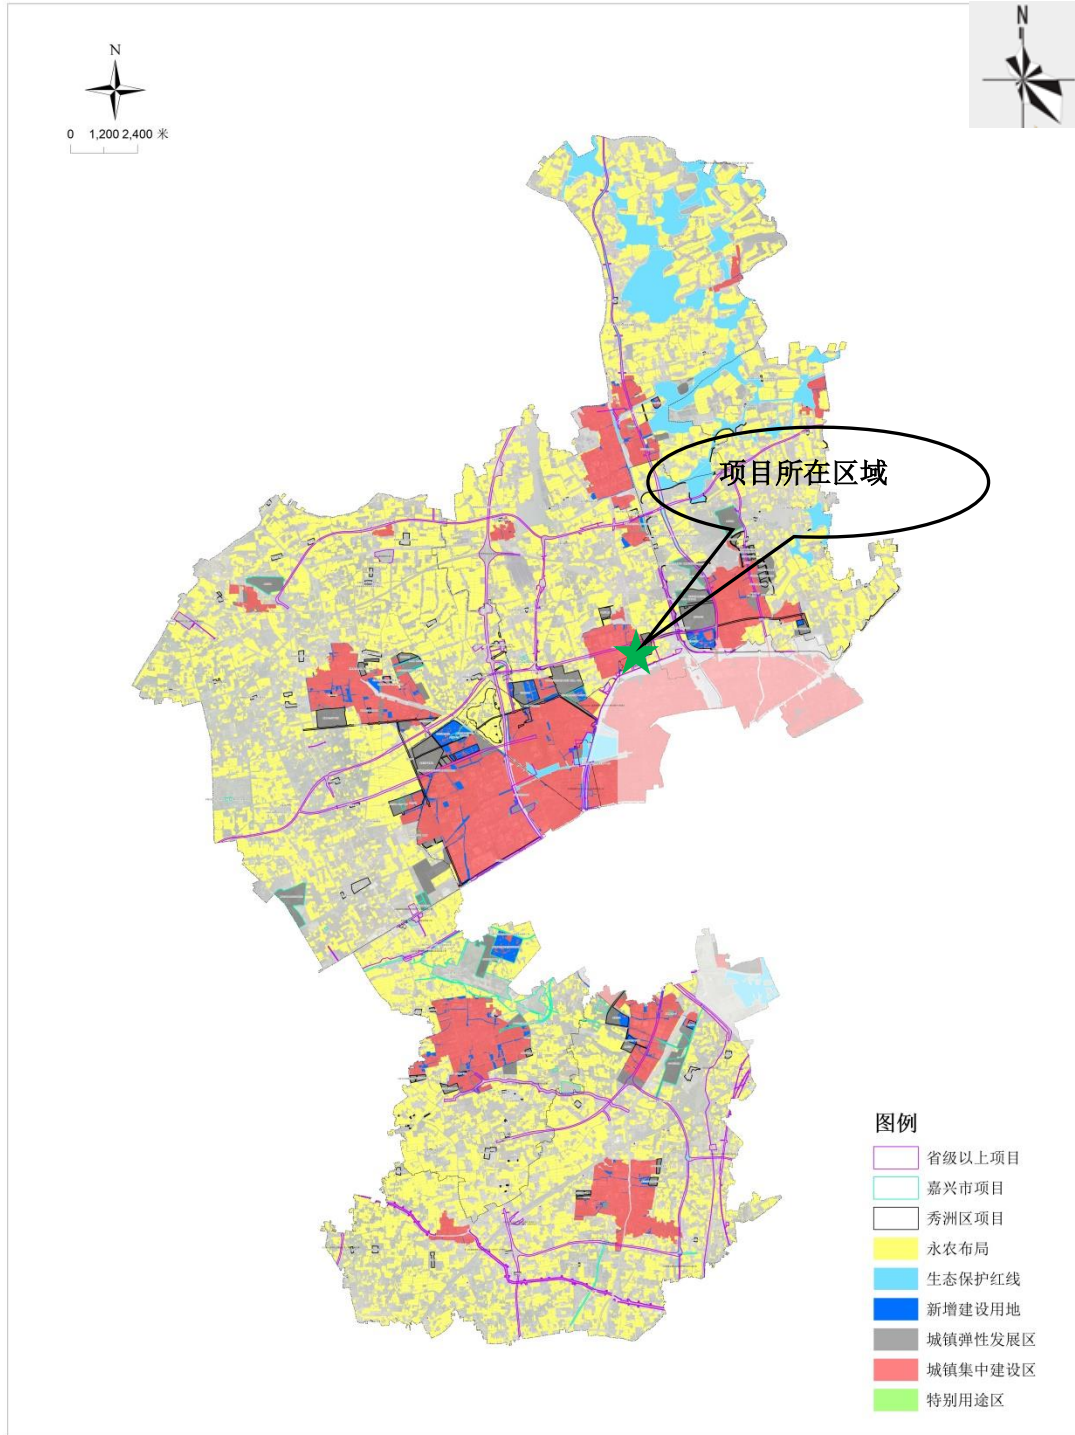 N
N
0 1,200 2,400 米
项目所在区域
图例
省级以上项目
嘉兴市项目
秀洲区项目
永农布局
生态保护红线
新增建设用地
城镇弹性发展区
城镇集中建设区
特别用途区